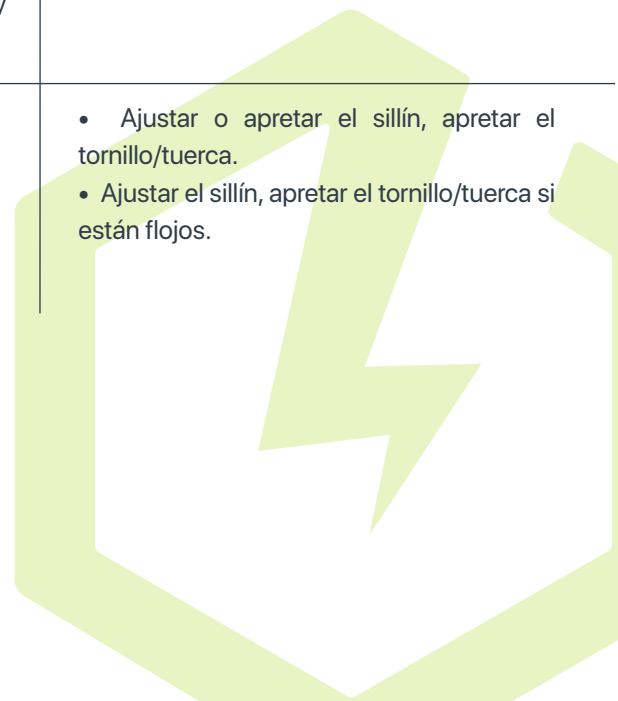 • Ajustar o apretar el sillín, apretar el
tornillo/tuerca.
• Ajustar el sillín, apretar el tornillo/tuerca si
están flojos.